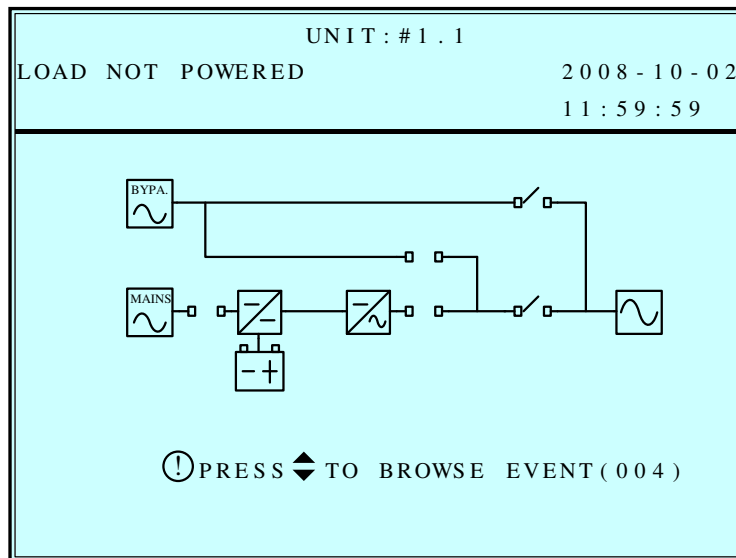 UNIT:#1.1
LOAD NOT POWERED 2008-10-02
11:59:59
BYPA.
MAINS
PRESS TO BROWSE EVENT(004)